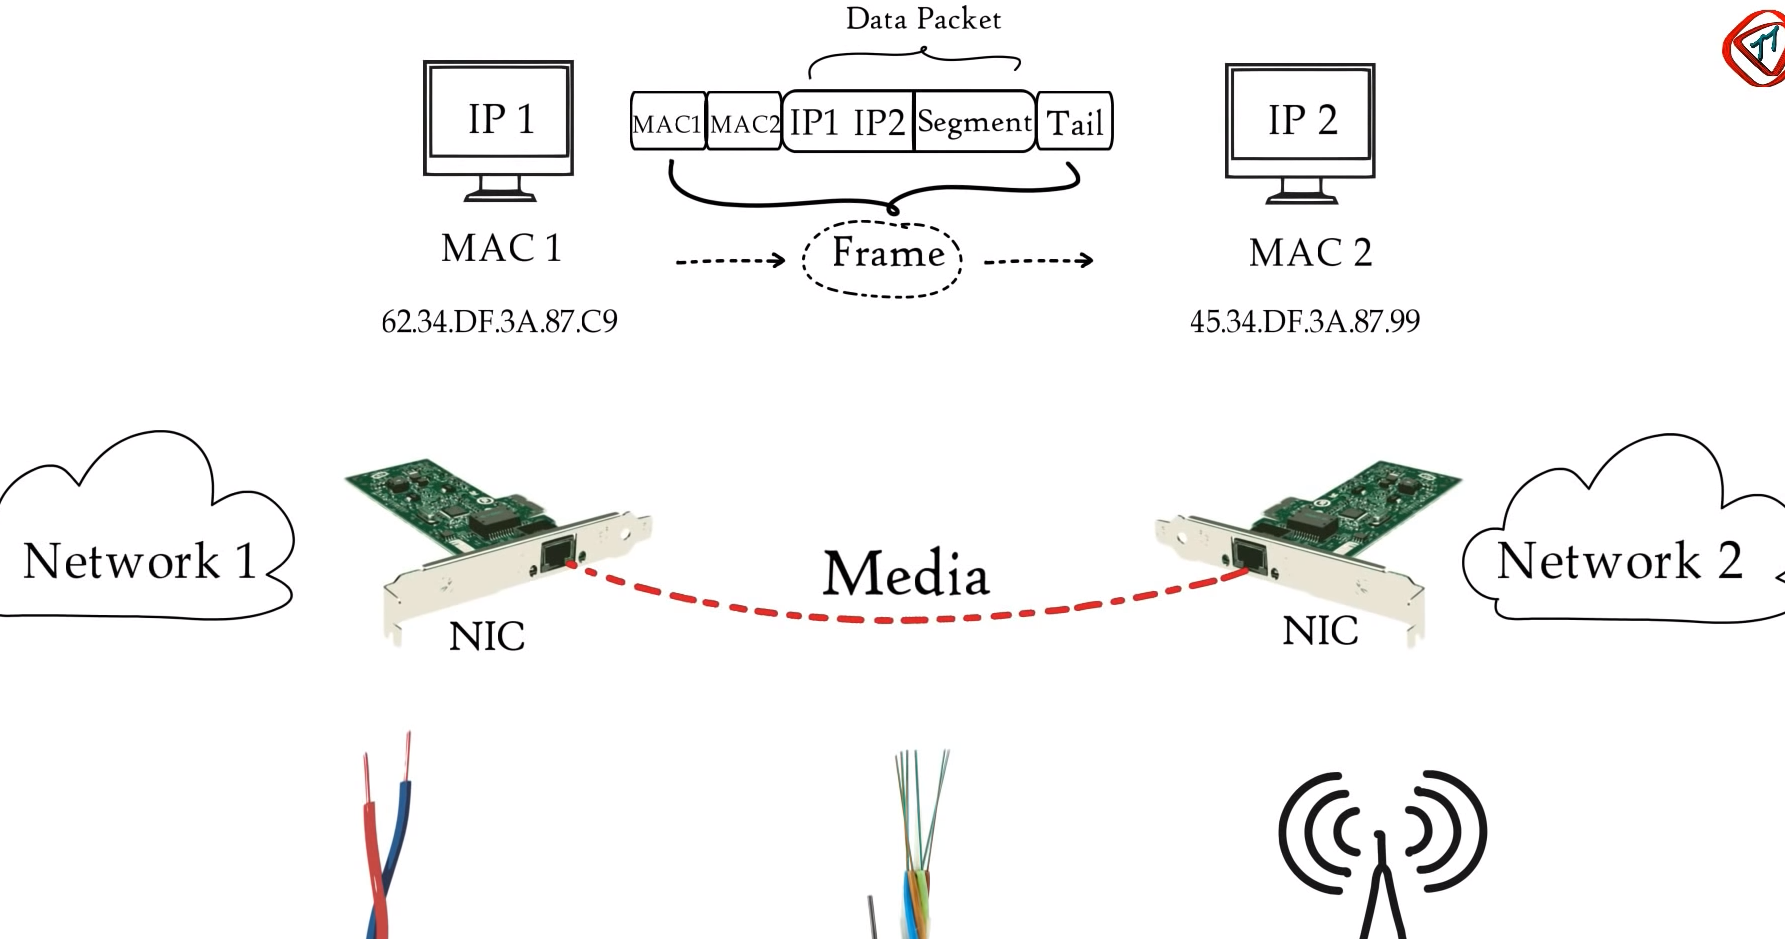 Data Packet
IP 1
MAC1 MAC2 IP1 IP2 Segment Tail
IP 2
MAC 1
Frame
MAC 2
62.34.DF.3A.87.C9
45.34.DF.3A.87.99
Network 1
Media
Network 2
NIC
NIC